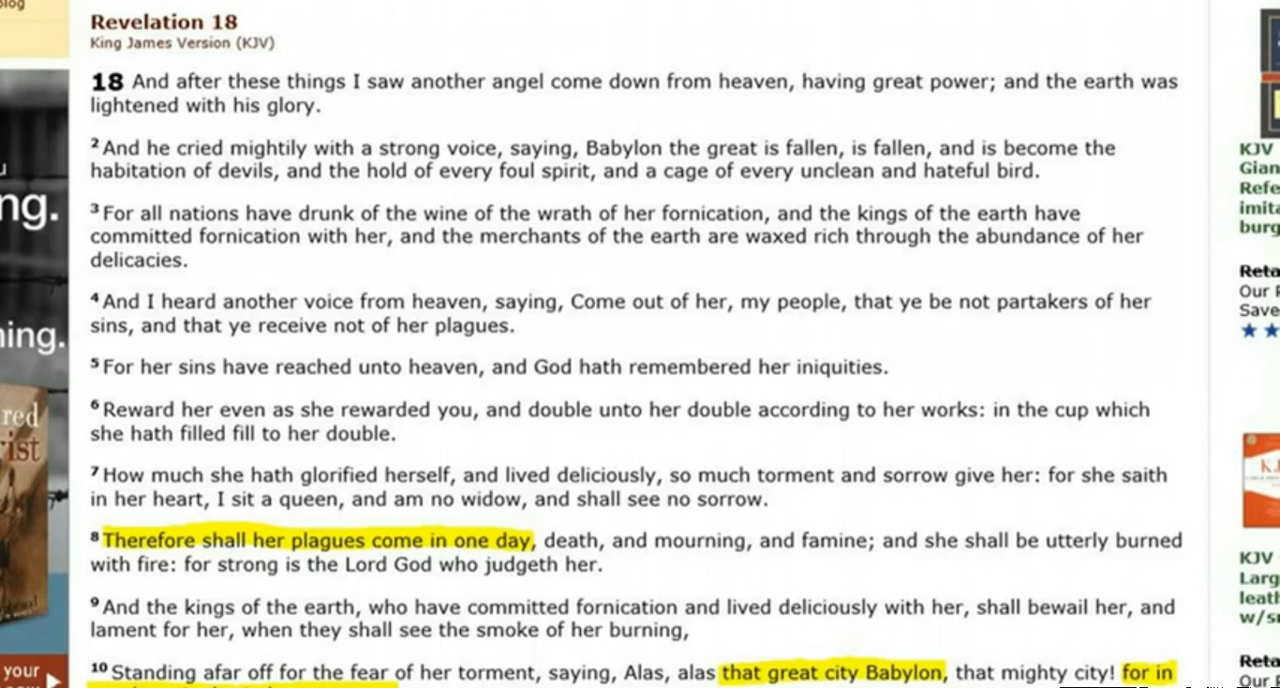 blog
Revelation 18
King James Version (KJV)
18 And after these things I saw another angel come down from heaven, having great power; and the earth was
lightened with his glory.
2 And he cried mightily with a strong voice, saying, Babylon the great is fallen, is fallen, and is become the
habitation of devils, and the hold of every foul spirit, and a cage of every unclean and hateful bird.
3 For all nations have drunk of the wine of the wrath of her fornication, and the kings of the earth have
committed fornication with her, and the merchants of the earth are waxed rich through the abundance of her
delicacies.
4 And I heard another voice from heaven, saying, Come out of her, my people, that ye be not partakers of her
sins, and that ye receive not of her plagues.
5 For her sins have reached unto heaven, and God hath remembered her iniquities.
6 Reward her even as she rewarded you, and double unto her double according to her works: in the cup which
she hath filled fill to her double.
7 How much she hath glorified herself, and lived deliciously, so much torment and sorrow give her: for she saith
in her heart, I sit a queen, and am no widow, and shall see no sorrow.
8 Therefore shall her plagues come in one day, death, and mourning, and famine; and she shall be utterly burned
with fire: for strong is the Lord God who judgeth her.
9 And the kings of the earth, who have committed fornication and lived deliciously with her, shall bewail her, and
lament for her, when they shall see the smoke of her burning,
10 Standing afar off for the fear of her torment, saying, Alas, alas that great city Babylon, that mighty city! for in
ng.
ning.
red
rist
your
KJV
Gian
Refe
imita
burg
Reta
Our
Save
KJV
Larg
leath
w/s
Reta
Our